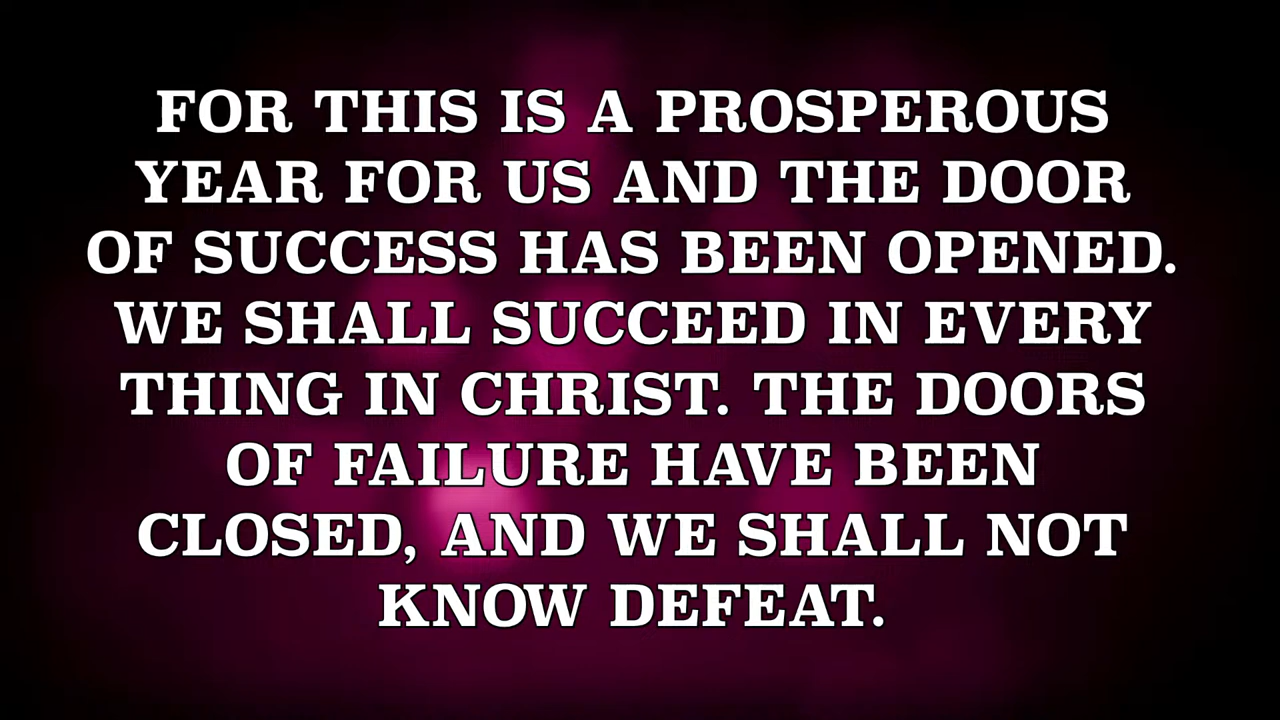 FOR THIS IS A PROSPEROUS
YEAR FOR US AND THE DOOR
OF SUCCESS HAS BEEN OPENED.
WE SHALL SUCCEED IN EVERY
THING IN CHRIST. THE DOORS
OF FAILURE HAVE BEEN
CLOSED, AND WE SHALL NOT
KNOW DEFEAT.